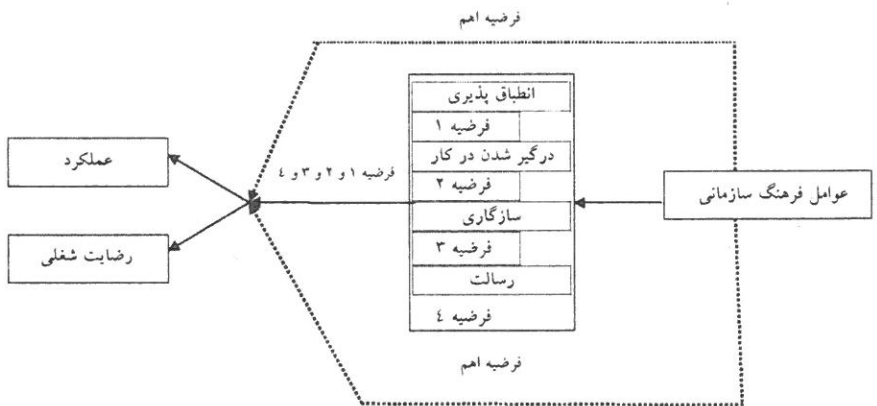 فرضیه اهم
انطباق پذیری
فرضیه ۱
درگیر شدن در کار
فرضیه ۲
سازگاری
فرضیه ۳
رسالت
فرضیه ٤
عوامل فرهنگ سازمانی
فرضیه ۱ و ۲ و ۳ و ٤
عملکرد
رضایت شغلی
فرضیه اهم